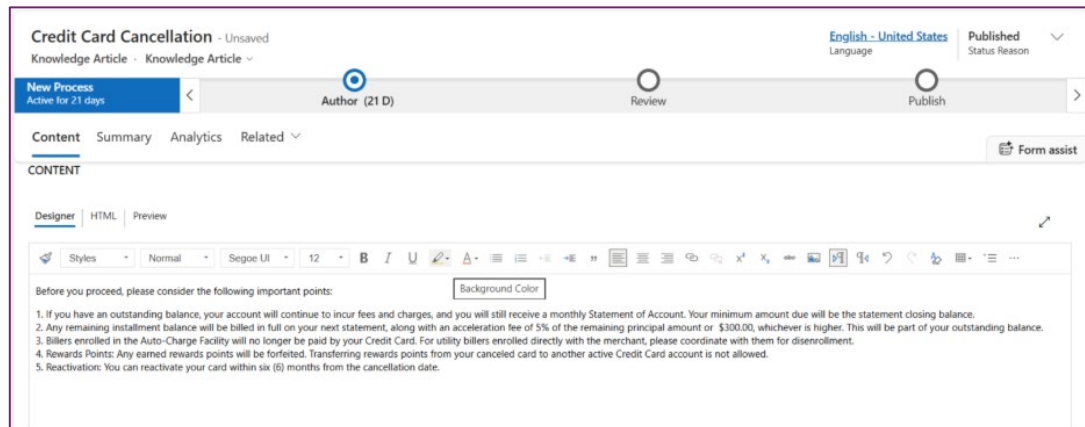 Credit Card Cancellation - Unsaved
Knowledge Article · Knowledge Article
English - United States
Language
Published
Status Reason
New Process
Active for 21 days
Author (21 D)
Review
Publish
Content Summary Analytics Related
Form assist
CONTENT
Designer HTML Preview
Styles Normal Segoe UI 12 B I U
Background Color
Before you proceed, please consider the following important points:
1. If you have an outstanding balance, your account will continue to incur fees and charges, and you will still receive a monthly Statement of Account. Your minimum amount due will be the statement closing balance.
2. Any remaining installment balance will be billed in full on your next statement, along with an acceleration fee of 5% of the remaining principal amount or $300.00, whichever is higher. This will be part of your outstanding balance.
3. Billers enrolled in the Auto-Charge Facility will no longer be paid by your Credit Card. For utility billers enrolled directly with the merchant, please coordinate with them for disenrollment.
4. Rewards Points: Any earned rewards points will be forfeited. Transferring rewards points from your canceled card to another active Credit Card account is not allowed.
5. Reactivation: You can reactivate your card within six (6) months from the cancellation date.